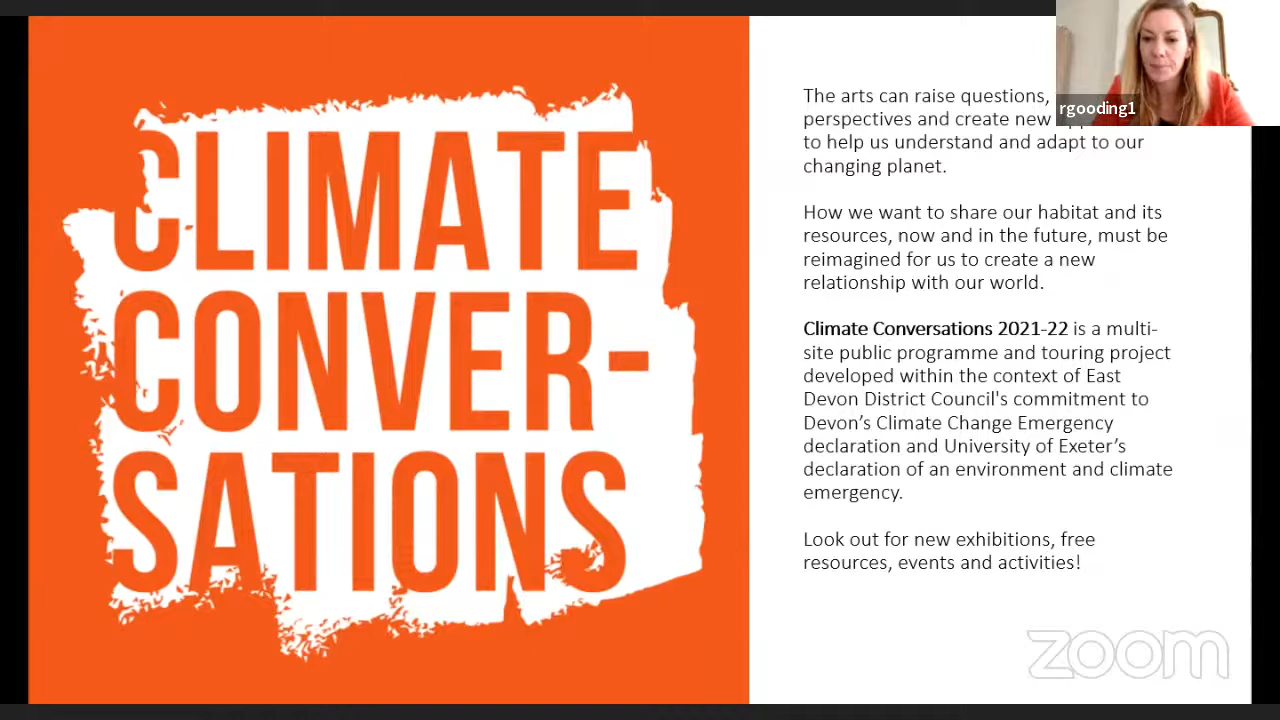 CLIMATE
CONVER-
SATIONS
The arts can raise questions,
perspectives and create new
to help us understand and adapt to our
changing planet.
How we want to share our habitat and its
resources, now and in the future, must be
reimagined for us to create a new
relationship with our world.
Climate Conversations 2021-22 is a multi-
site public programme and touring project
developed within the context of East
Devon District Council's commitment to
Devon’s Climate Change Emergency
declaration and University of Exeter’s
declaration of an environment and climate
emergency.
Look out for new exhibitions, free
resources, events and activities!
rgooding1
zoom